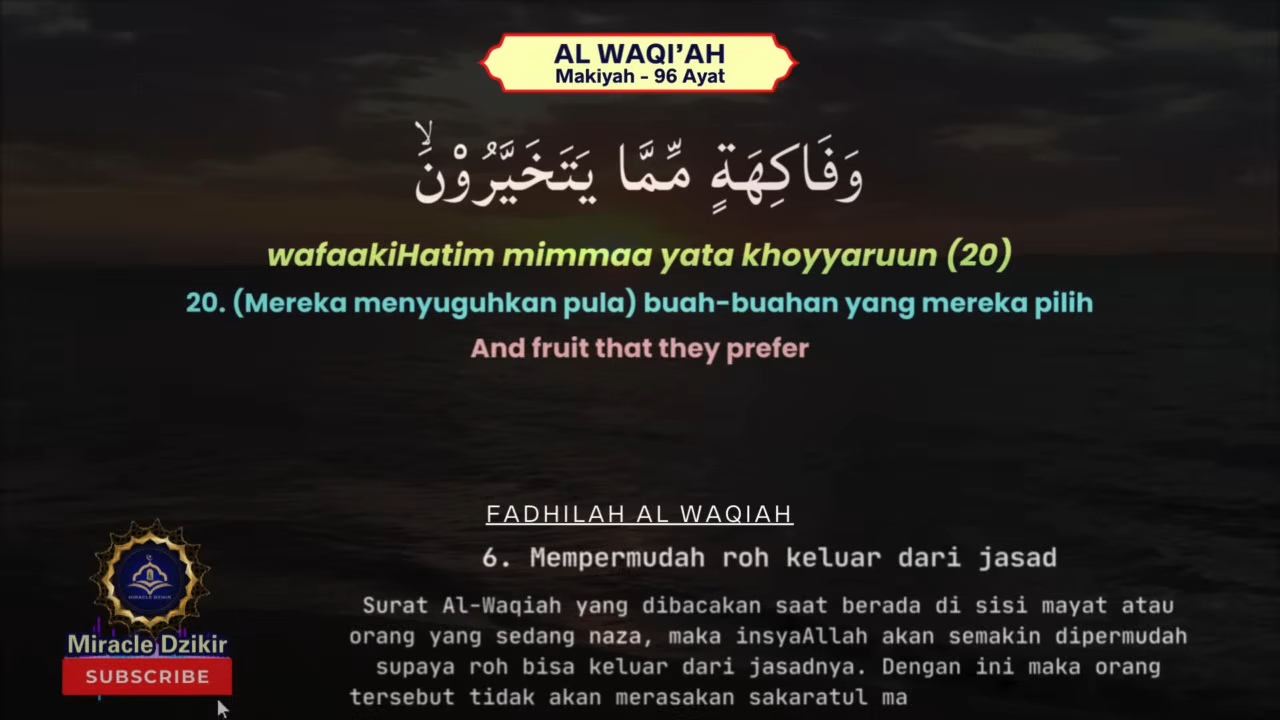 AL WAQI’AH
Makiyah - 96 Ayat
وَفَاكِهَةٍ مِّمَّا يَتَخَيَّرُوْنَۙ
wafaakiHatim mimmaa yata khoyyaruun (20)
20. (Mereka menyuguhkan pula) buah-buahan yang mereka pilih
And fruit that they prefer
FADHILAH AL WAQIAH
6. Mempermudah roh keluar dari jasad
Surat Al-Waqiah yang dibacakan saat berada di sisi mayat atau
orang yang sedang naza, maka insyaAllah akan semakin dipermudah
supaya roh bisa keluar dari jasadnya. Dengan ini maka orang
tersebut tidak akan merasakan sakaratul ma
MIRACLE DZIKIR
Miracle Dzikir
SUBSCRIBE